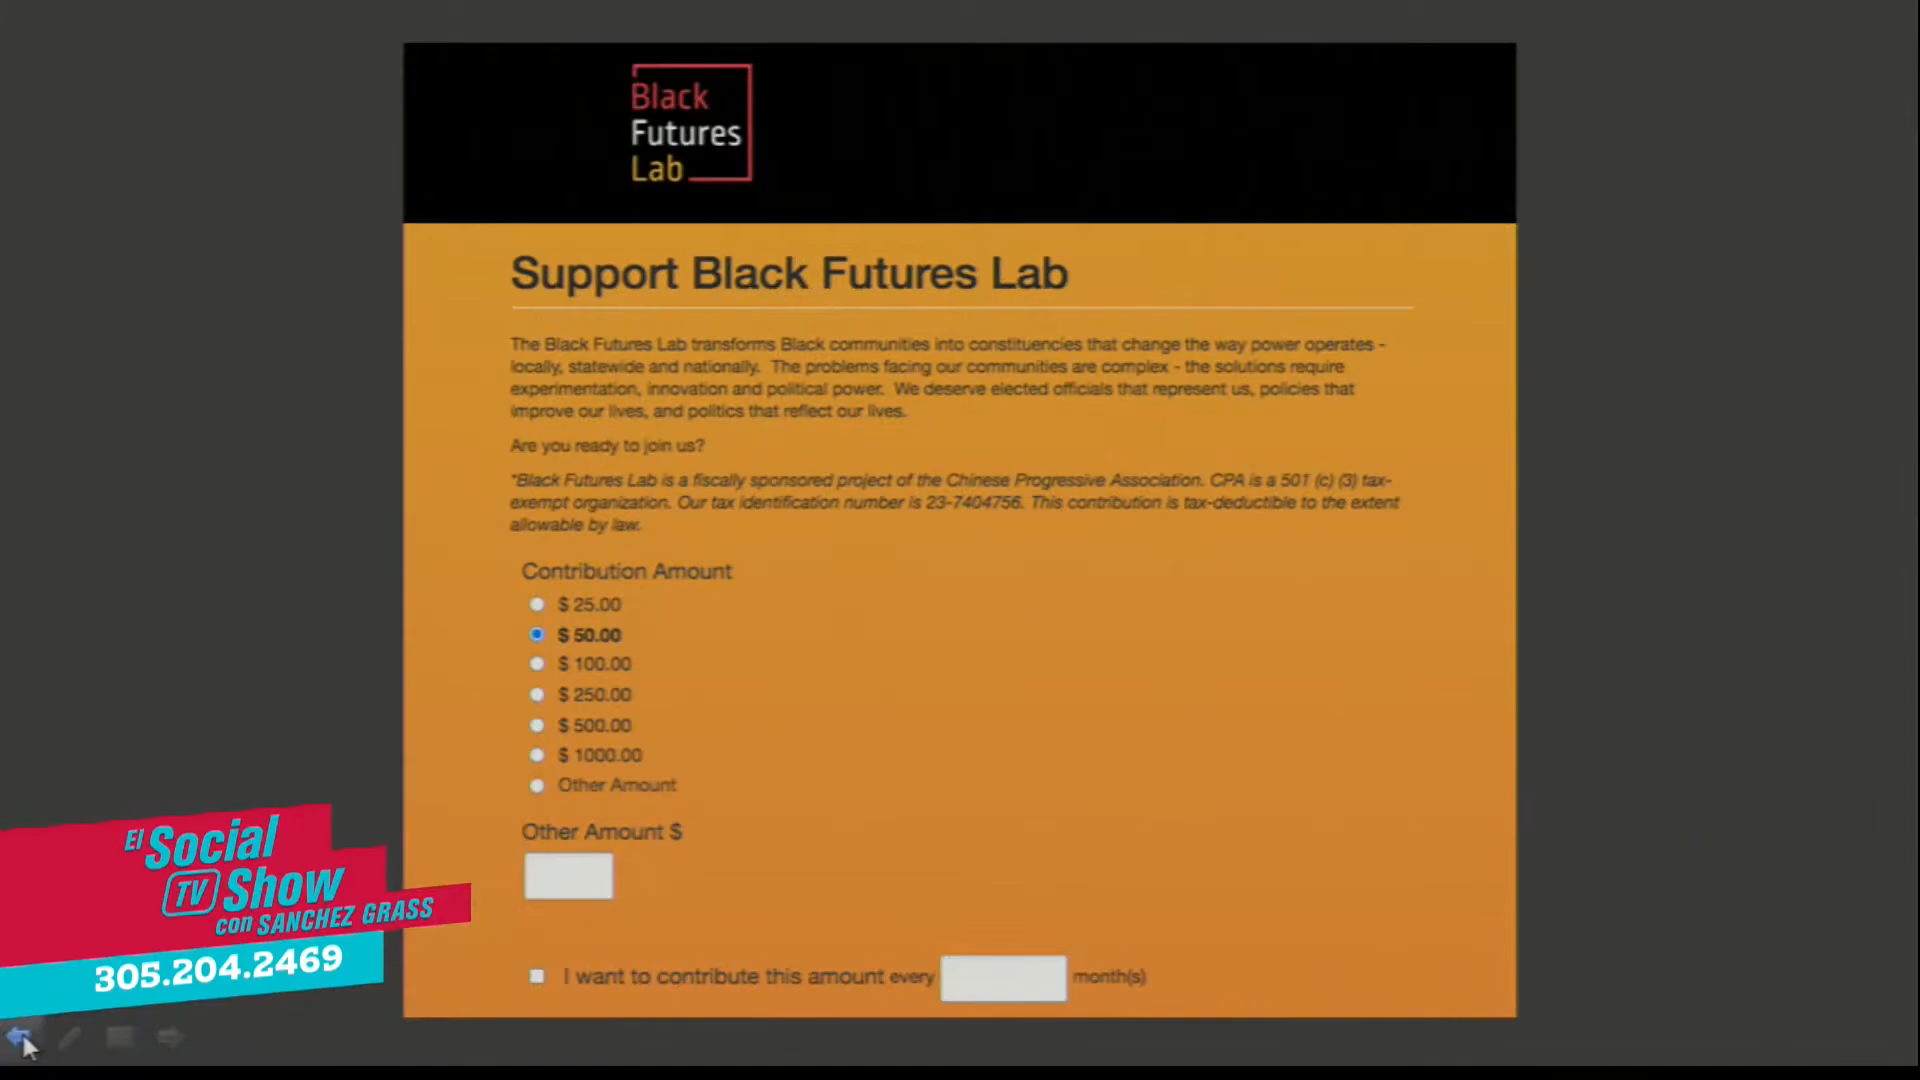 Black
Futures
Lab
Support Black Futures Lab
The Black Futures Lab transforms Black communities into constituencies that change the way power operates -
locally, statewide and nationally.  The problems facing our communities are complex - the solutions require
experimentation, innovation and political power.  We deserve elected officials that represent us, policies that
improve our lives, and politics that reflect our lives.
Are you ready to join us?
*Black Futures Lab is a fiscally sponsored project of the Chinese Progressive Association. CPA is a 501 (c) (3) tax-
exempt organization. Our tax identification number is 23-7404756. This contribution is tax-deductible to the extent
allowable by law.
Contribution Amount
$ 25.00
$ 50.00
$ 100.00
$ 250.00
$ 500.00
$ 1000.00
Other Amount
Other Amount $
I want to contribute this amount every month(s)
El Social
TV Show
con SANCHEZ GRASS
305.204.2469